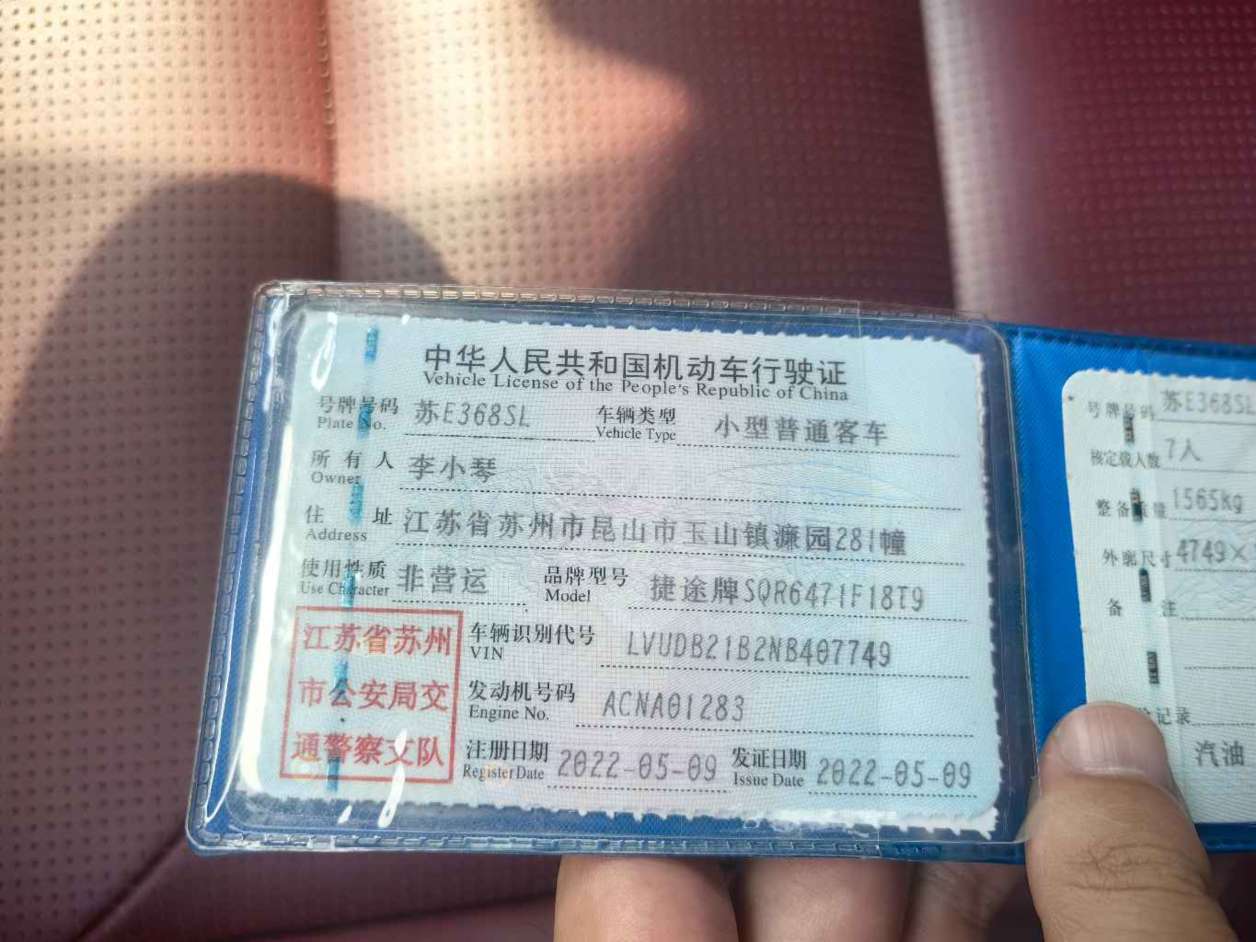 中华人民共和国机动车行驶证
Vehicle License of the People's Republic of China
号牌号码 苏E368SL 车辆类型 小型普通客车
Plate No. Vehicle Type
所有人 李小琴
Owner
住址 江苏省苏州市昆山市玉山镇濂园281幢
Address
使用性质 非营运 品牌型号 捷途牌SQR6471F18T9
Use Character Model
江苏省苏州
市公安局交
通警察支队
车辆识别代号 LVUDB21B2NB407749
VIN
发动机号码 ACNA01283
Engine No.
注册日期 2022-05-09 发证日期 2022-05-09
Register Date Issue Date
号牌号码 苏E368SL
核定载人数 7人
整备质量 1565kg
外廓尺寸 4749×
备注
记录
汽油